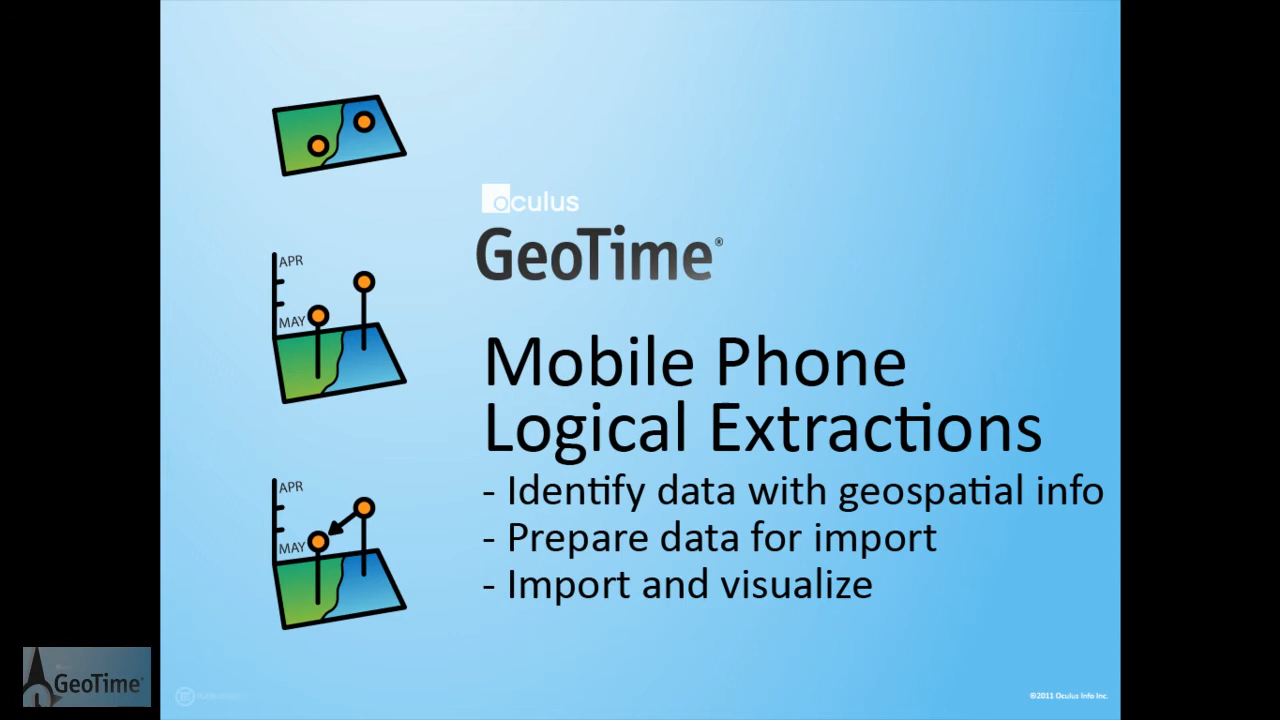 oculus
GeoTime®
APR
MAY
APR
MAY
Mobile Phone
Logical Extractions
- Identify data with geospatial info
- Prepare data for import
- Import and visualize
GeoTime
©2011 Oculus Info Inc.